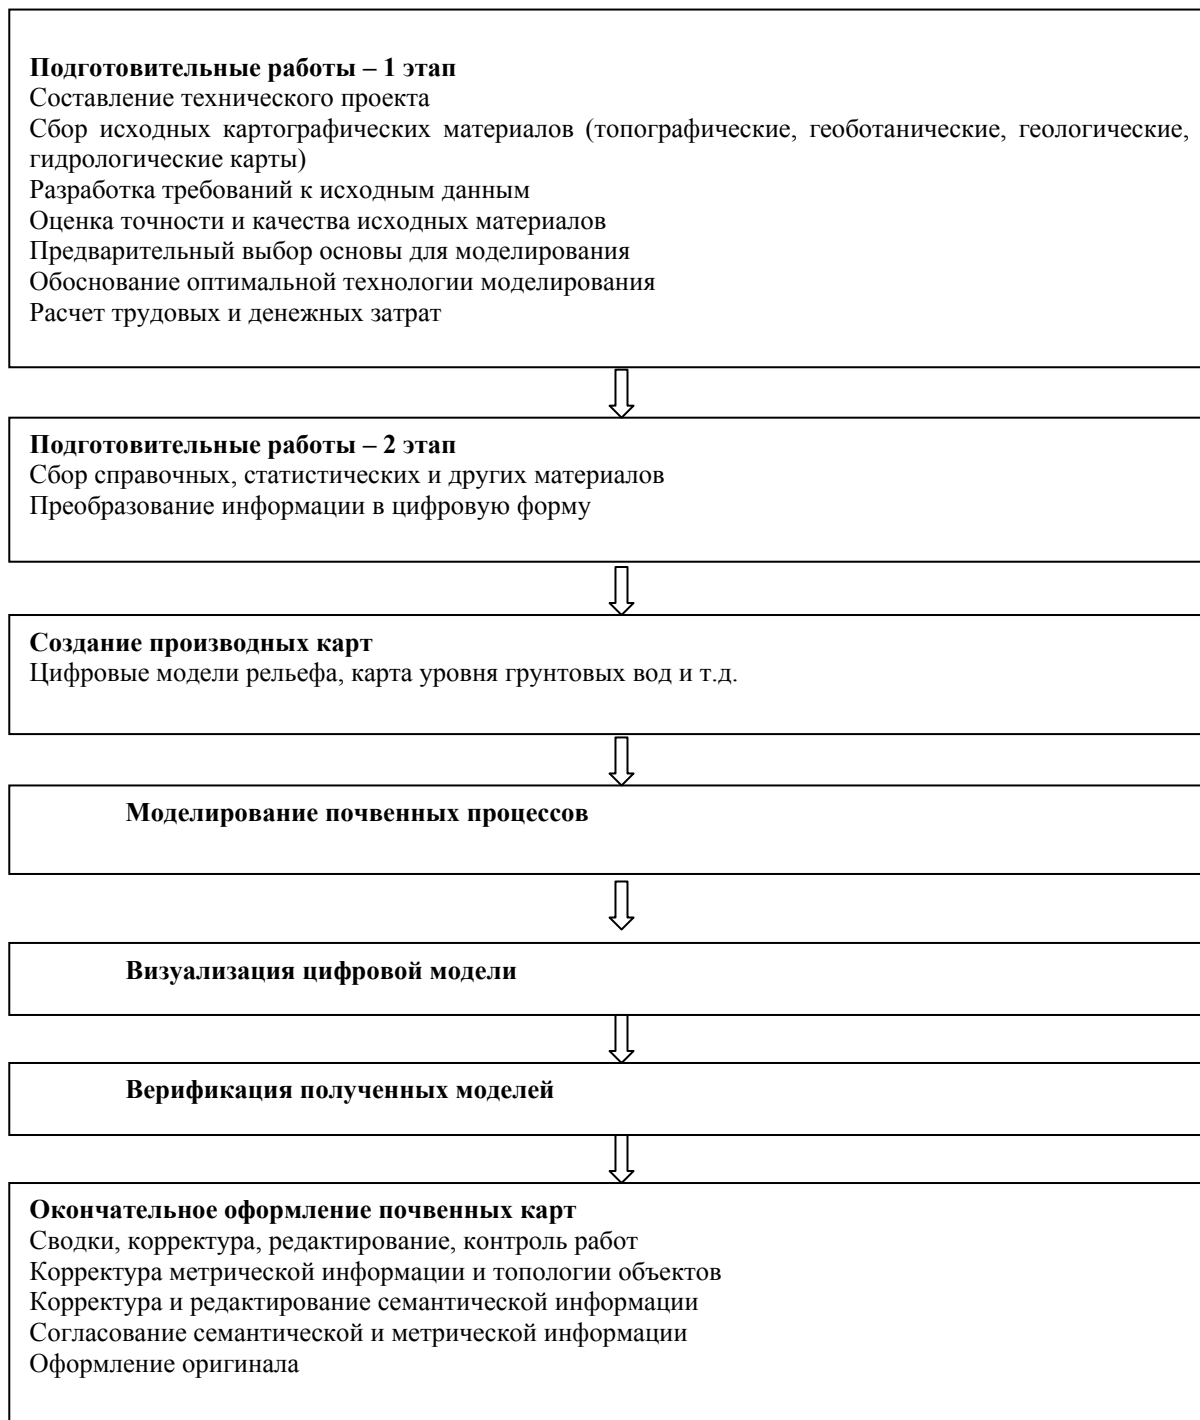 Подготовительные работы – 1 этап
Составление технического проекта
Сбор исходных картографических материалов (топографические, геоботанические, геологические,
гидрологические карты)
Разработка требований к исходным данным
Оценка точности и качества исходных материалов
Предварительный выбор основы для моделирования
Обоснование оптимальной технологии моделирования
Расчет трудовых и денежных затрат
Подготовительные работы – 2 этап
Сбор справочных, статистических и других материалов
Преобразование информации в цифровую форму
Создание производных карт
Цифровые модели рельефа, карта уровня грунтовых вод и т.д.
Моделирование почвенных процессов
Визуализация цифровой модели
Верификация полученных моделей
Окончательное оформление почвенных карт
Сводки, корректура, редактирование, контроль работ
Корректура метрической информации и топологии объектов
Корректура и редактирование семантической информации
Согласование семантической и метрической информации
Оформление оригинала